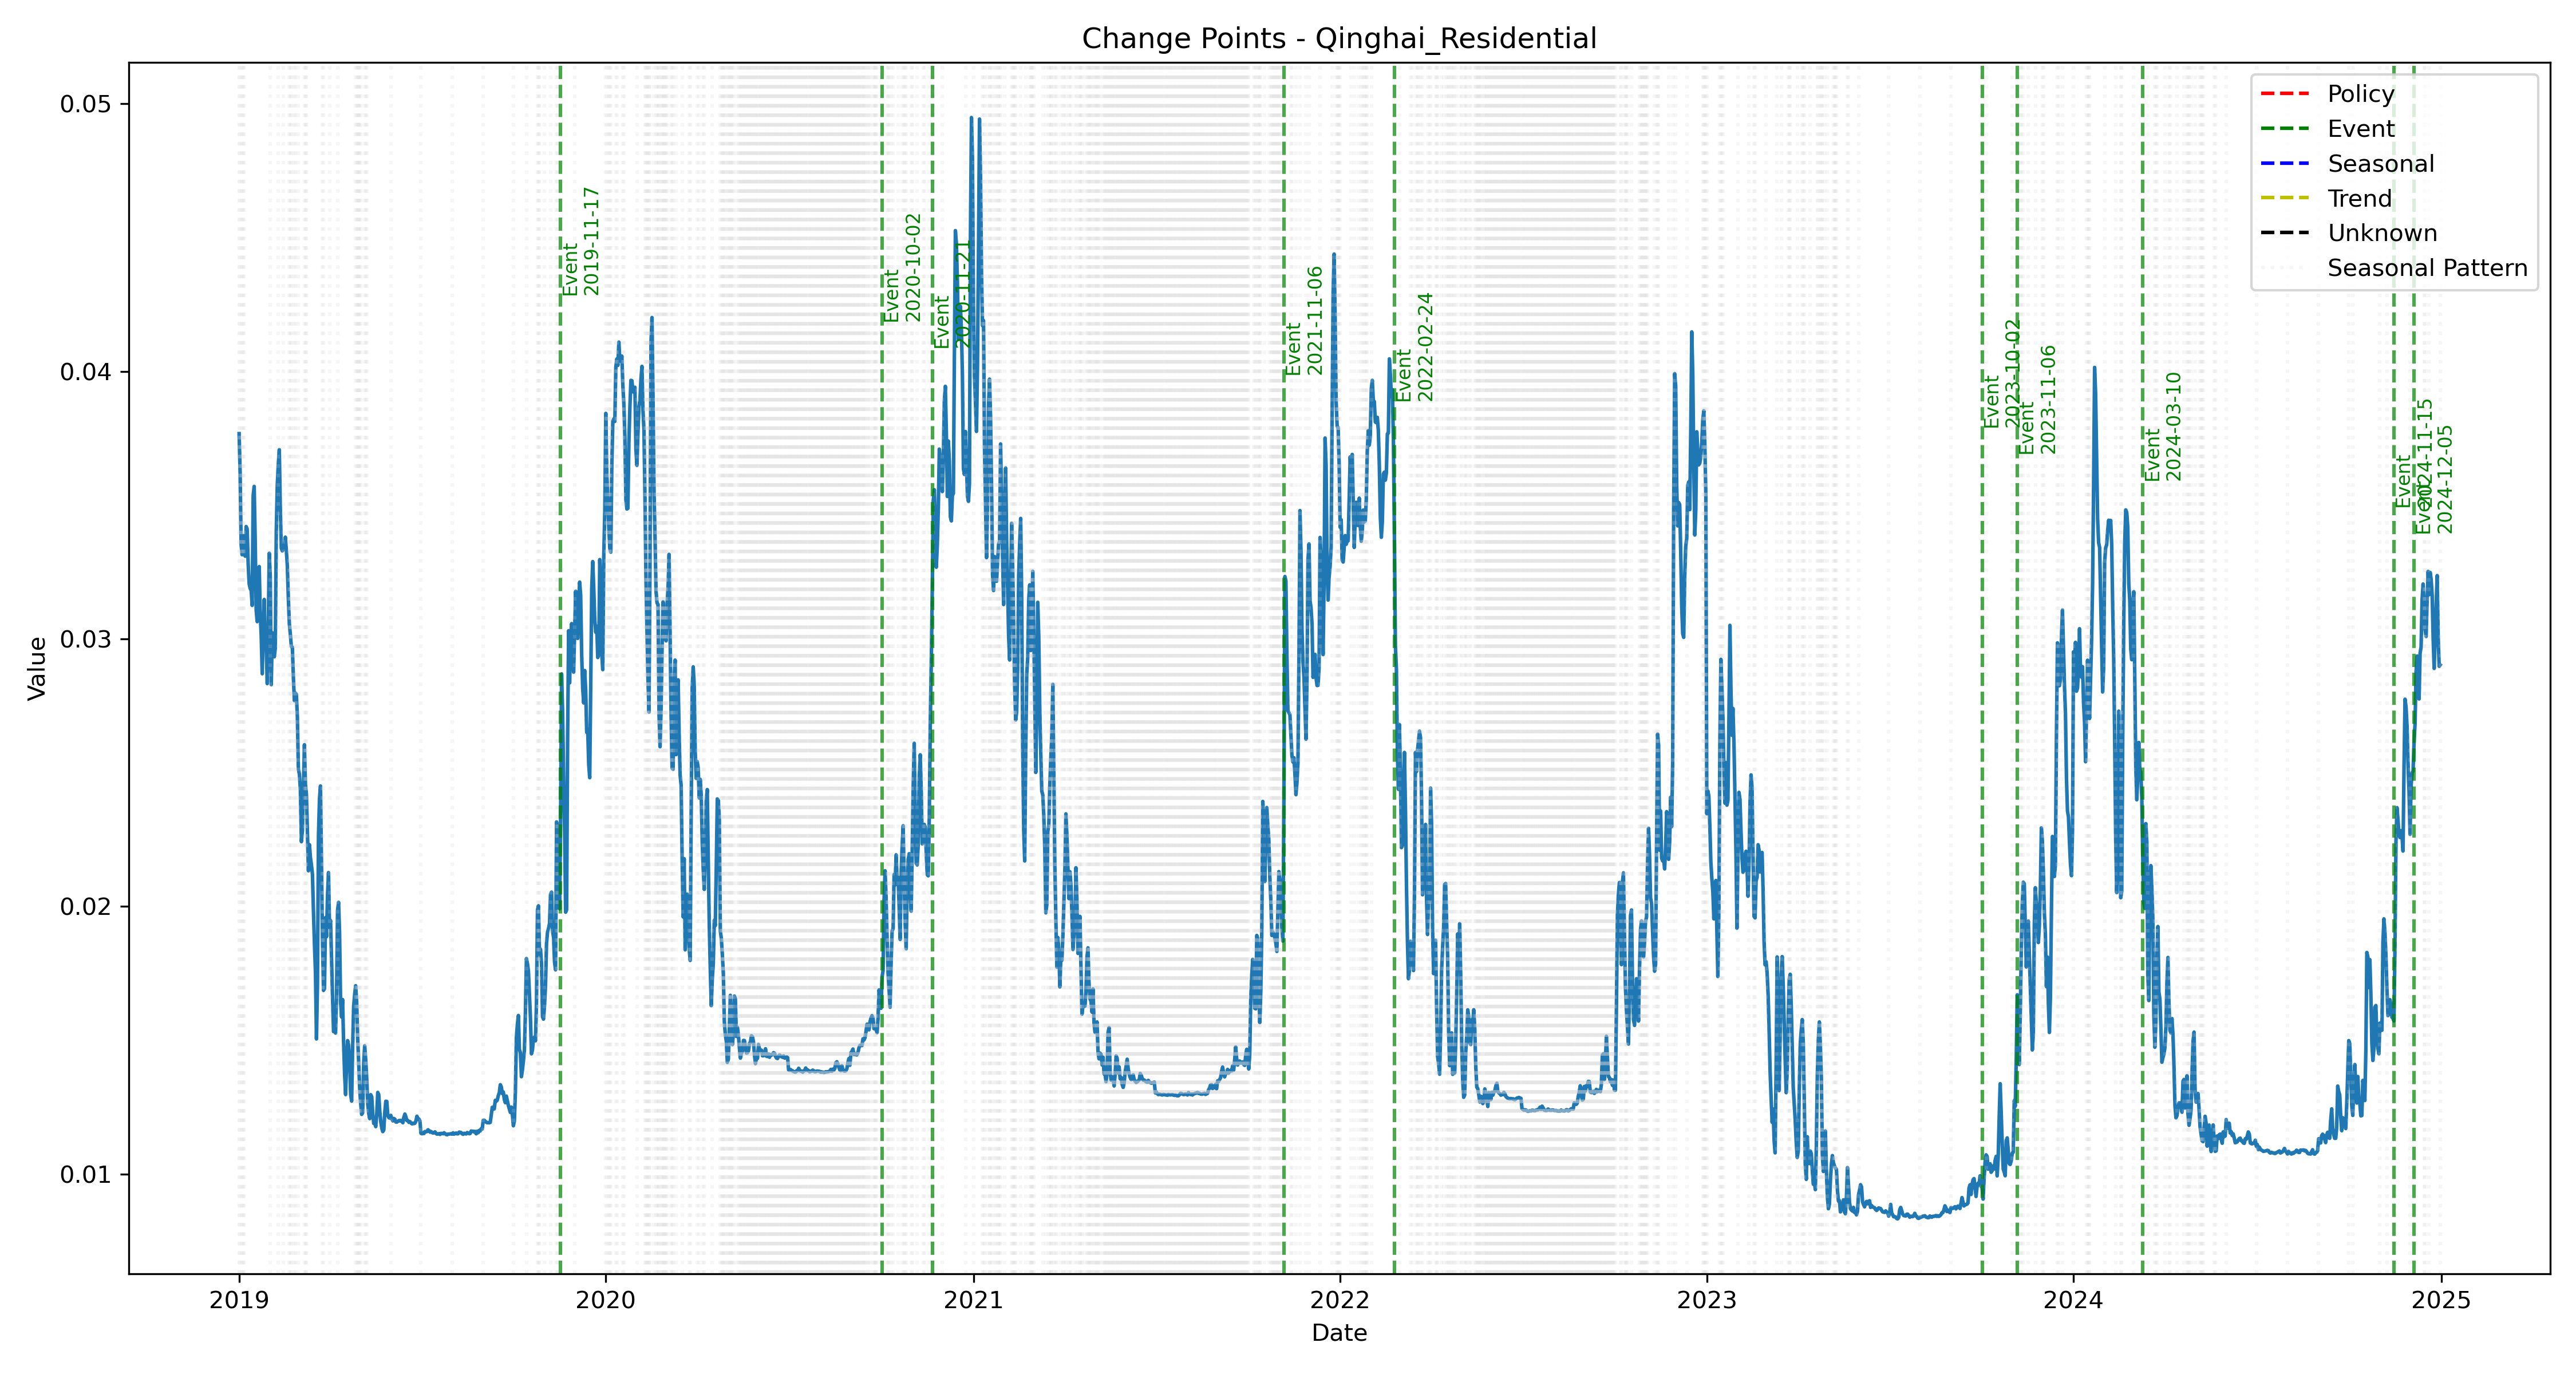 Change Points - Qinghai_Residential
Value
0.05
0.04
0.03
0.02
0.01
Event
2019-11-17
Event
2020-10-02
Event
2020-11-21
Event
2021-11-06
Event
2022-02-24
Event
2023-10-02
Event
2023-11-06
Event
2024-03-10
Event
2024-11-15
Event
2024-12-05
Policy
Event
Seasonal
Trend
Unknown
Seasonal Pattern
2019
2020
2021
2022
2023
2024
2025
Date